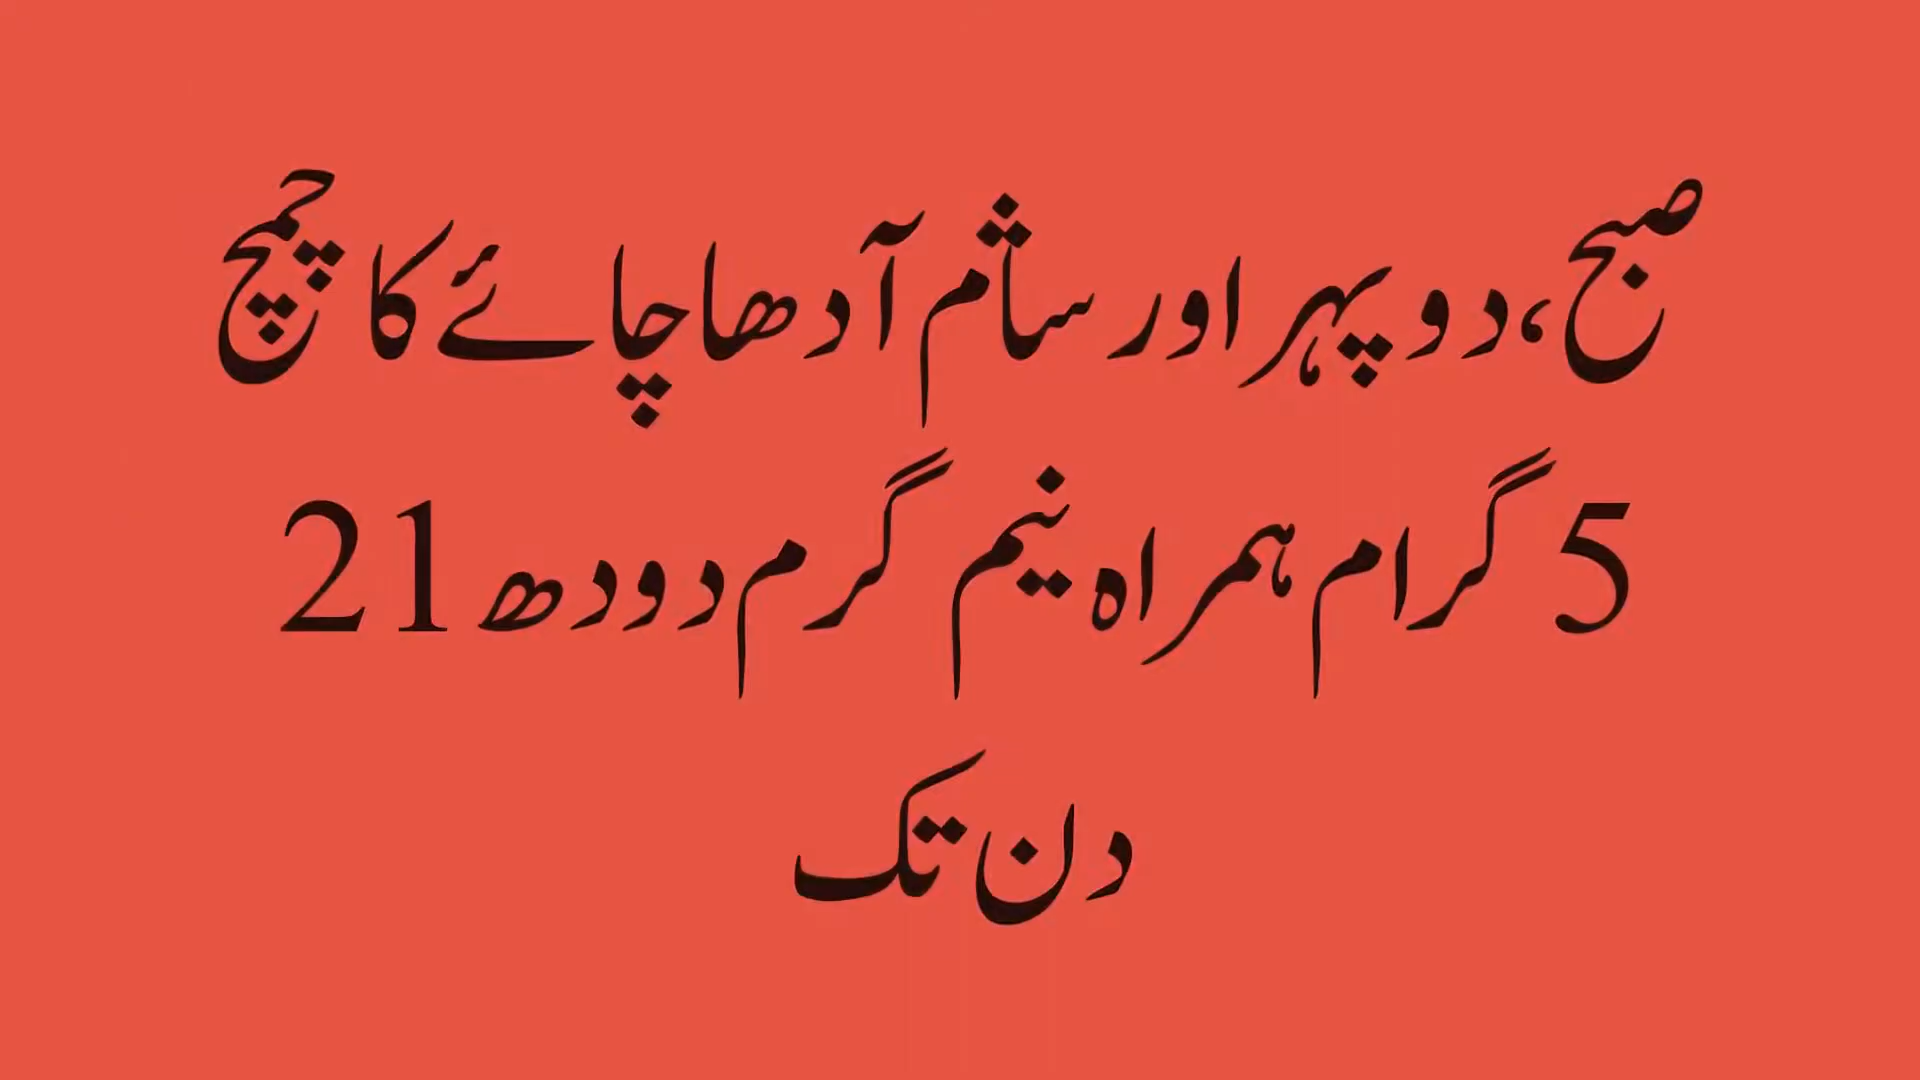 صبح، دوپہر اور شام آدھا چائے کا چمچ
5 گرام ہمراہ نیم گرم دودھ 21
دن تک